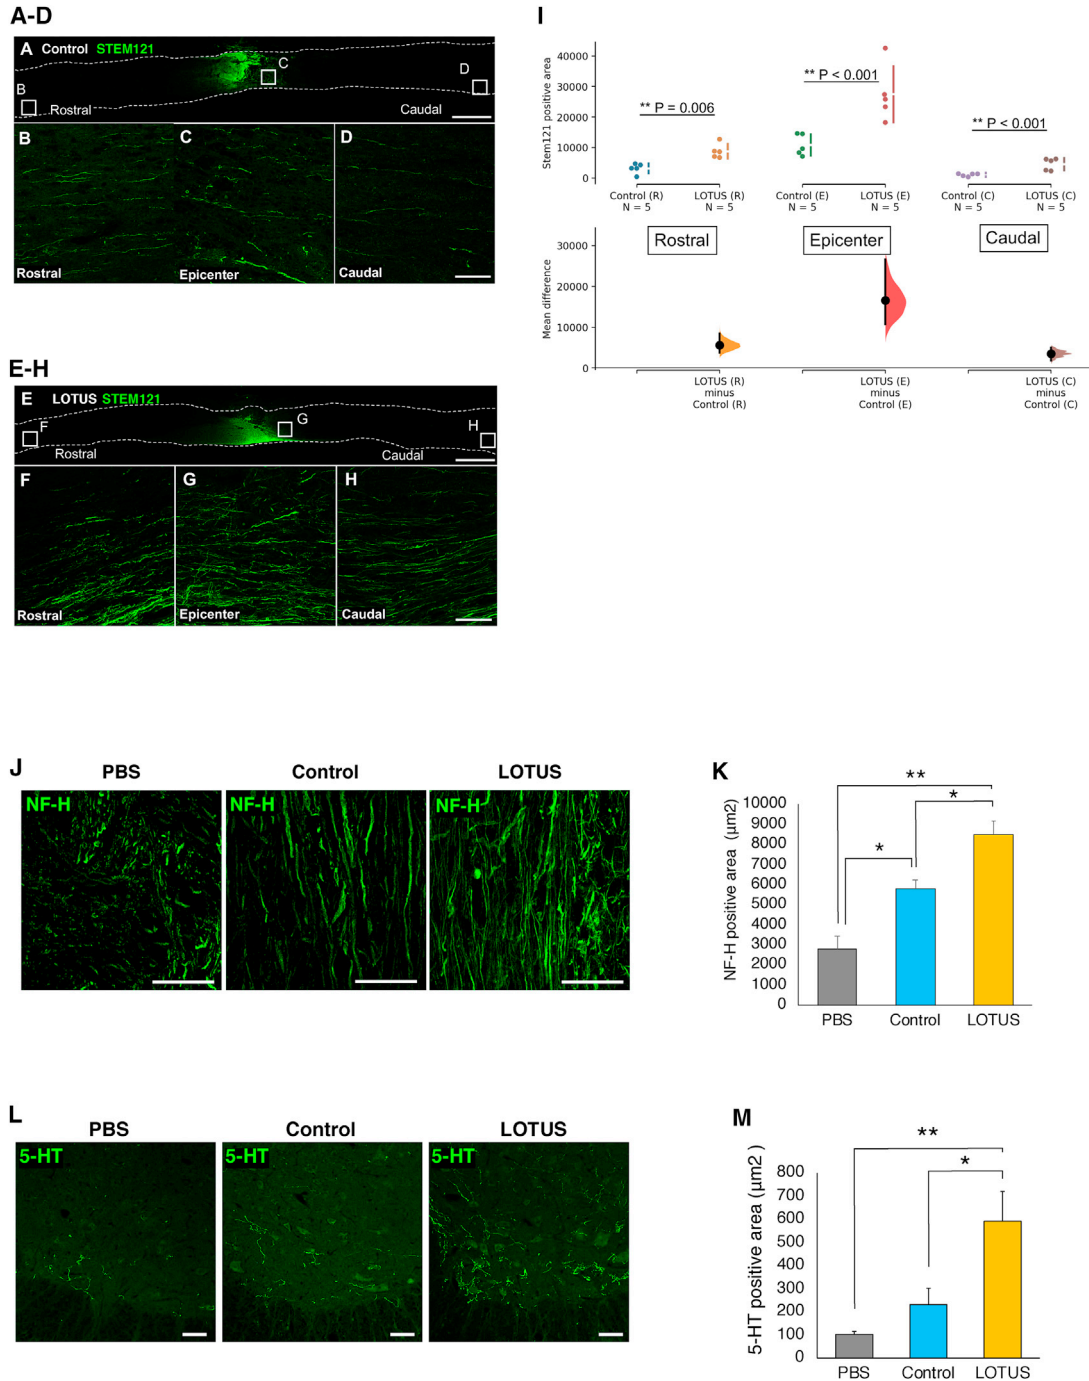 A-D
A Control STEM121
C
D
B
Rostral
Caudal
B
C
D
Rostral
Epicenter
Caudal
E-H
E LOTUS STEM121
F
G
H
Rostral
Caudal
F
G
H
Rostral
Epicenter
Caudal
I
Stem121 positive area
40000
30000
20000
10000
0
** P = 0.006
** P < 0.001
** P < 0.001
Control (R)
N = 5
LOTUS (R)
N = 5
Control (E)
N = 5
LOTUS (E)
N = 5
Control (C)
N = 5
LOTUS (C)
N = 5
Rostral
Epicenter
Caudal
Mean difference
30000
20000
10000
0
LOTUS (R)
minus
Control (R)
LOTUS (E)
minus
Control (E)
LOTUS (C)
minus
Control (C)
J
PBS
Control
LOTUS
NF-H
NF-H
NF-H
K
NF-H positive area (µm2)
10000
9000
8000
7000
6000
5000
4000
3000
2000
1000
0
*
**
*
PBS
Control
LOTUS
L
PBS
Control
LOTUS
5-HT
5-HT
5-HT
M
5-HT positive area (µm2 )
800
700
600
500
400
300
200
100
0
**
*
PBS
Control
LOTUS